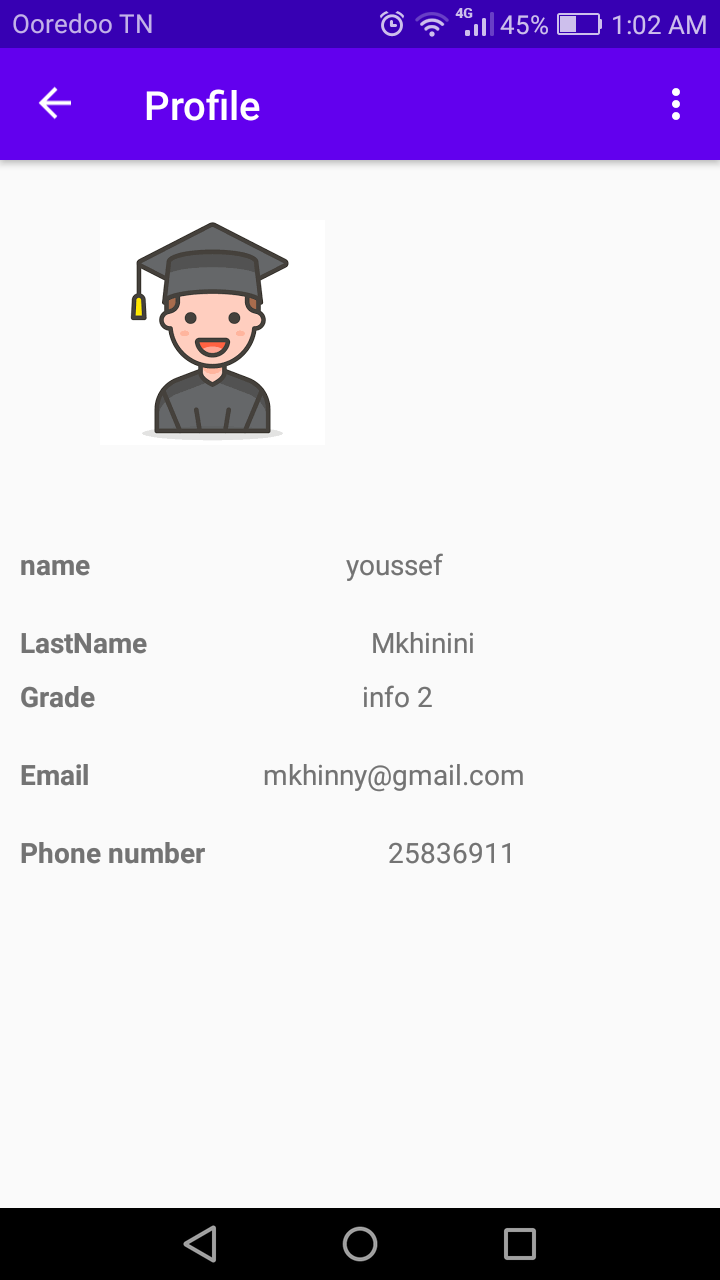 Ooredoo TN 4G 45% 1:02 AM
Profile
name youssef
LastName Mkhinini
Grade info 2
Email mkhinny@gmail.com
Phone number 25836911